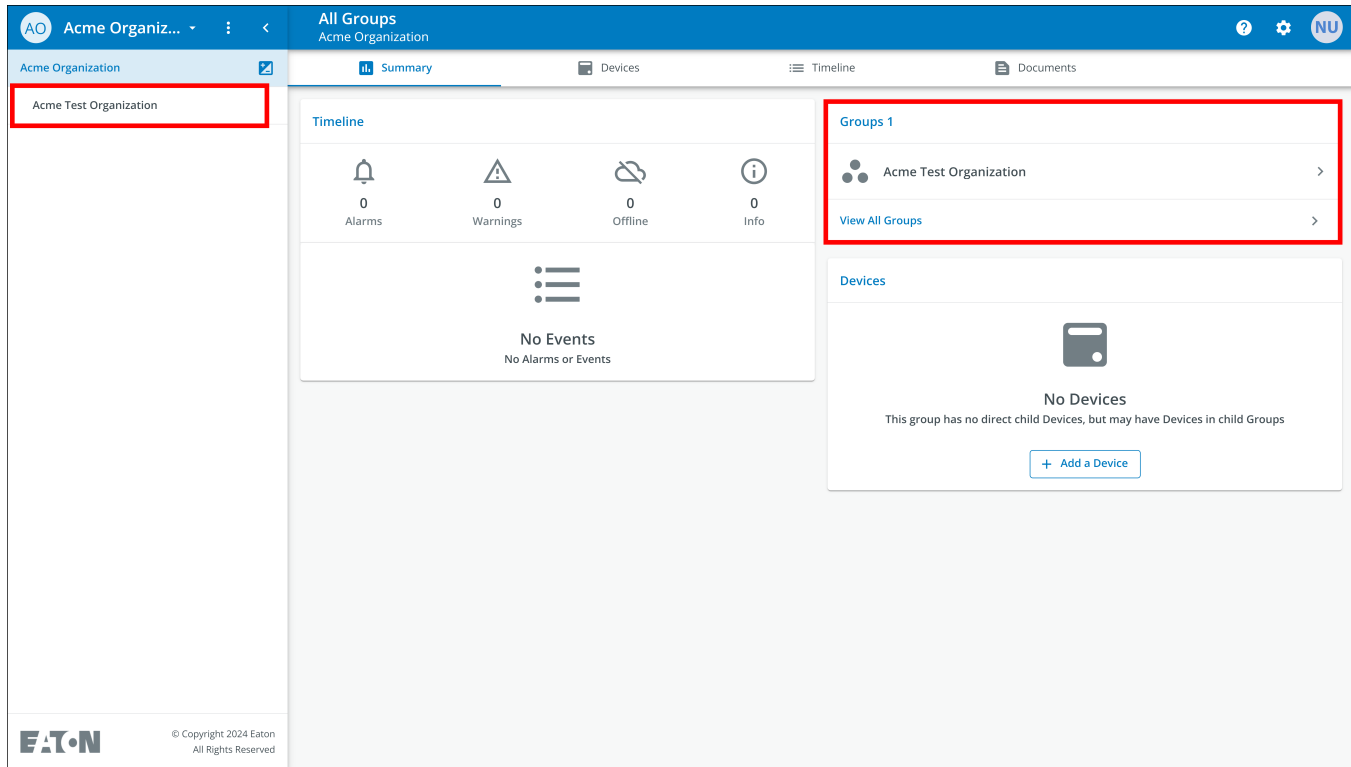 AO
Acme Organiz...
All Groups
Acme Organization
NU
Acme Organization
Acme Test Organization
Summary
Devices
Timeline
Documents
Timeline
0
Alarms
0
Warnings
0
Offline
0
Info
No Events
No Alarms or Events
Groups 1
Acme Test Organization
View All Groups
Devices
No Devices
This group has no direct child Devices, but may have Devices in child Groups
+ Add a Device
EATON
© Copyright 2024 Eaton
All Rights Reserved